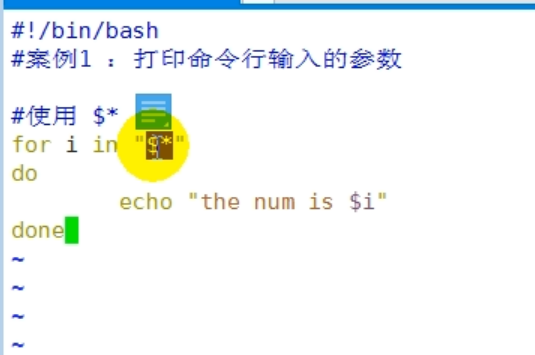 #!/bin/bash
#案例1 : 打印命令行输入的参数
#使用 $*
for i in "$*"
do
        echo "the num is $i"
done
~
~
~
~